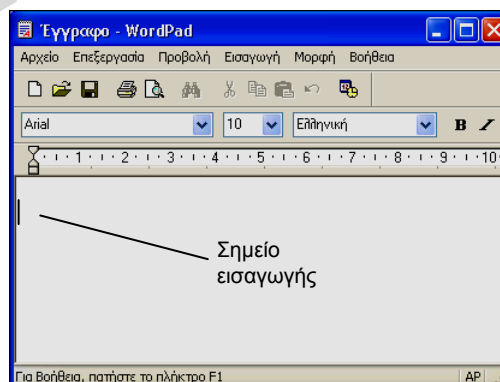 Έγγραφο - WordPad
Αρχείο Επεξεργασία Προβολή Εισαγωγή Μορφή Βοήθεια
Arial 10 Ελληνική B I
1 2 3 4 5 6 7 8 9 10
Σημείο
εισαγωγής
Για Βοήθεια, πατήστε το πλήκτρο F1 AP